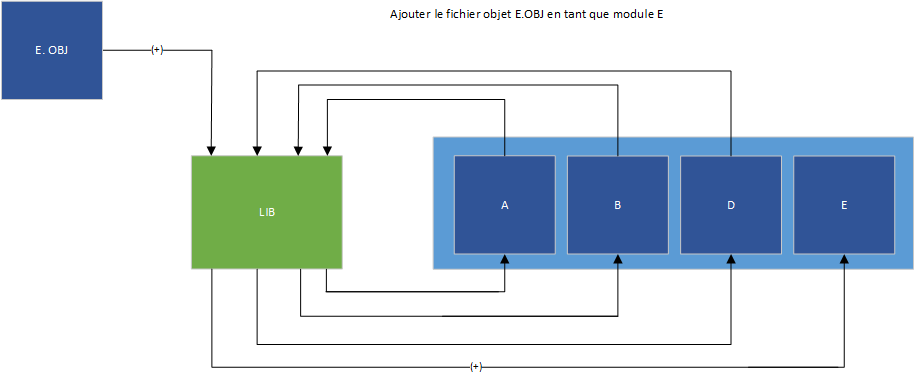 Ajouter le fichier objet E.OBJ en tant que module E
E. OBJ
(+)
LIB
A
B
D
E
(+)